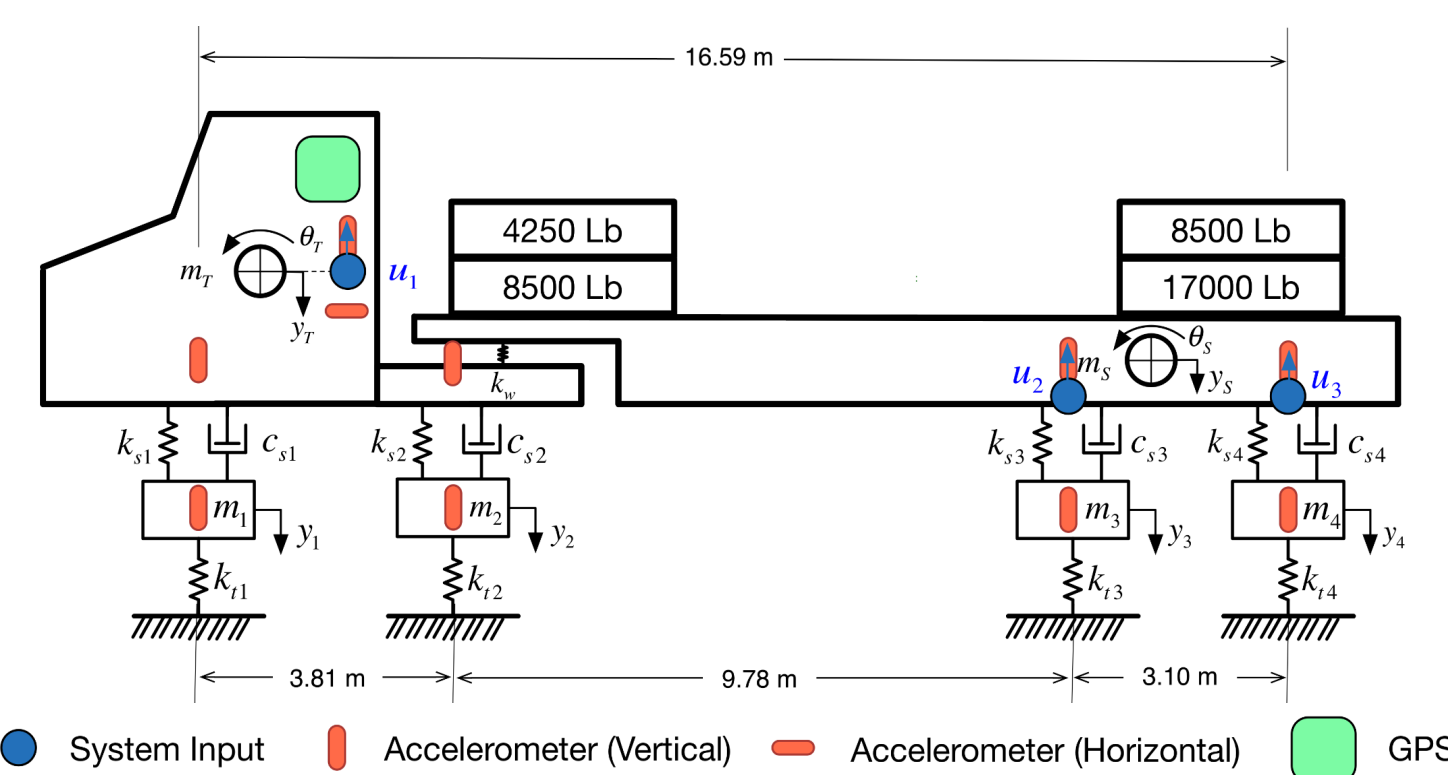 16.59 m
4250 Lb
8500 Lb
8500 Lb
17000 Lb
θ_T
m_T
u_1
y_T
k_w
θ_S
m_S
y_S
u_2
u_3
k_s1 c_s1
k_s2 c_s2
k_s3 c_s3
k_s4 c_s4
m_1 y_1
m_2 y_2
m_3 y_3
m_4 y_4
k_t1
k_t2
k_t3
k_t4
3.81 m
9.78 m
3.10 m
System Input
Accelerometer (Vertical)
Accelerometer (Horizontal)
GPS